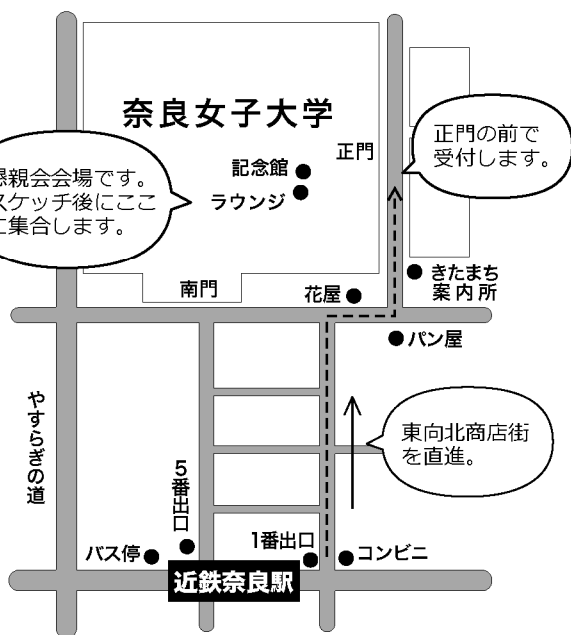 奈良女子大学
正門
正門の前で
受付します。
記念館
ラウンジ
懇親会会場です。
スケッチ後にここ
に集合します。
南門
花屋
きたまち
案内所
パン屋
やすらぎの道
東向北商店街
を直進。
5番出口
1番出口
バス停
コンビニ
近鉄奈良駅